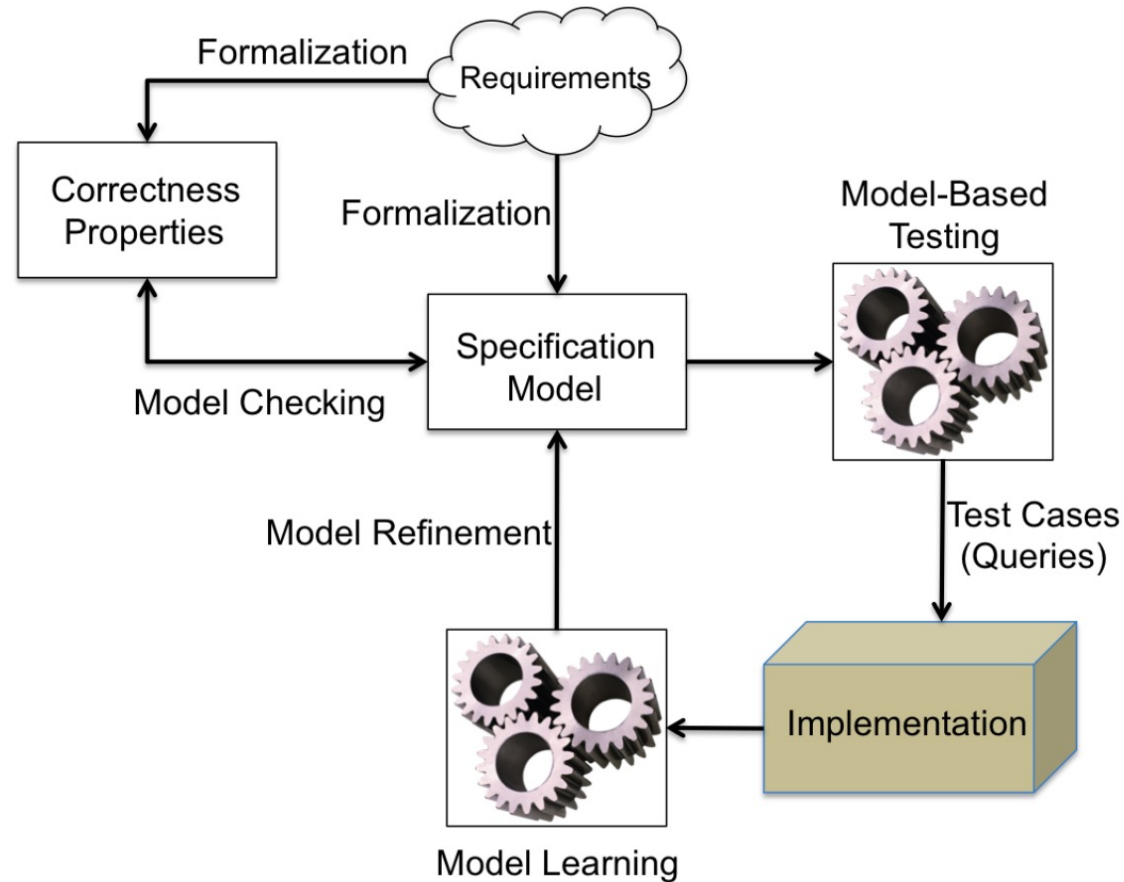 Formalization
Requirements
Correctness
Properties
Formalization
Model-Based
Testing
Specification
Model
Model Checking
Model Refinement
Test Cases
(Queries)
Implementation
Model Learning